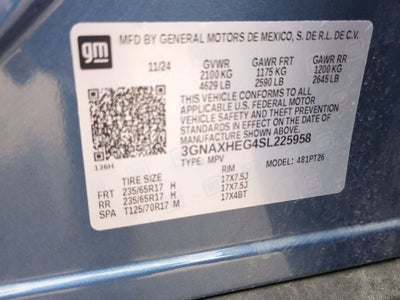 gm MFD BY GENERAL MOTORS DE MEXICO, S. DE R.L. DE C.V.
11/24 GVWR GAWR FRT GAWR RR
2100 KG 1175 KG 1200 KG
4629 LB 2590 LB 2645 LB
THIS VEHICLE CONFORMS TO ALL APPLICABLE U.S. FEDERAL
MOTOR VEHICLE SAFETY, BUMPER, AND THEFT PREVENTION
STANDARDS IN EFFECT ON THE DATE OF
MANUFACTURE SHOWN ABOVE.
3GNAXHEG4SL225958
TYPE: MPV MODEL: 481PT26
136H
TIRE SIZE RIM
FRT 235/65R17 H 17X7.5J
RR 235/65R17 H 17X7.5J
SPA T125/70R17 M 17X4BT